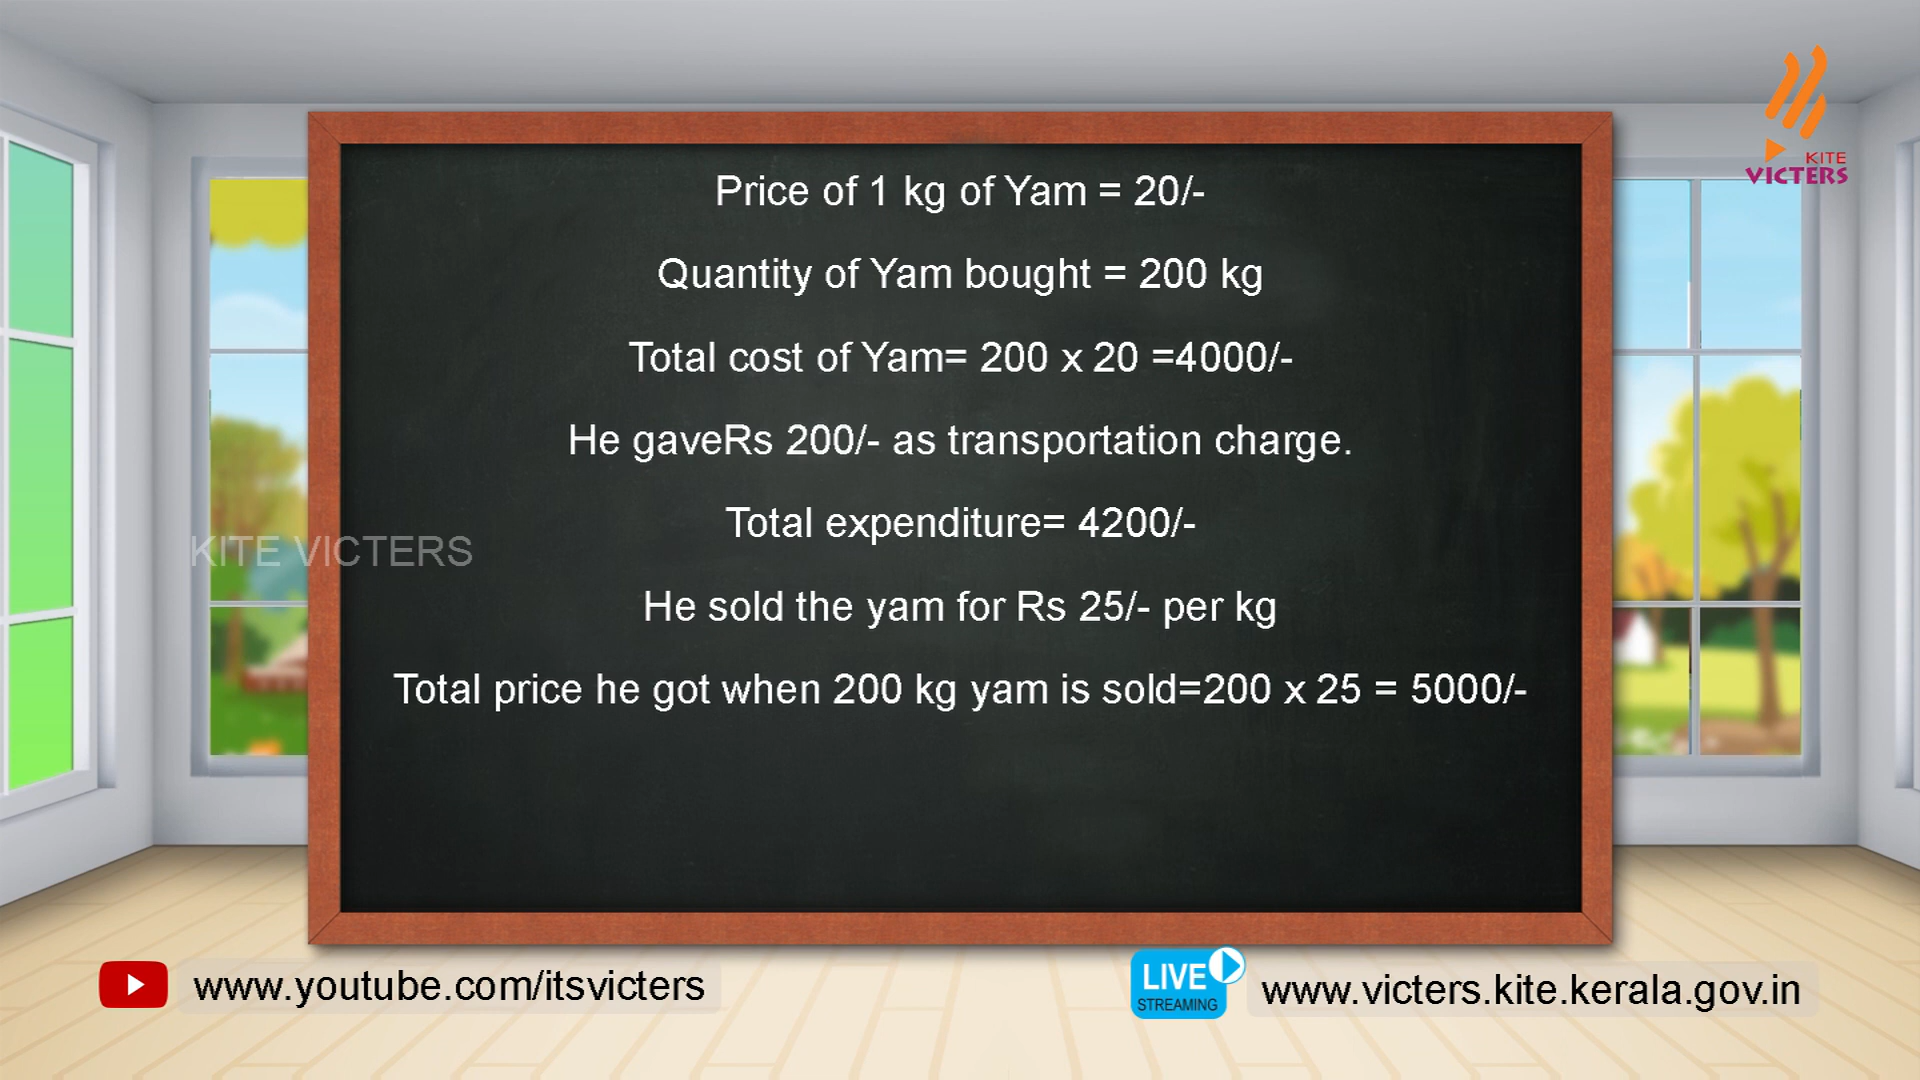 KITE
VICTERS
Price of 1 kg of Yam = 20/-
Quantity of Yam bought = 200 kg
Total cost of Yam= 200 x 20 =4000/-
He gaveRs 200/- as transportation charge.
Total expenditure= 4200/-
KITE VICTERS
He sold the yam for Rs 25/- per kg
Total price he got when 200 kg yam is sold=200 x 25 = 5000/-
www.youtube.com/itsvicters
LIVE
STREAMING
www.victers.kite.kerala.gov.in